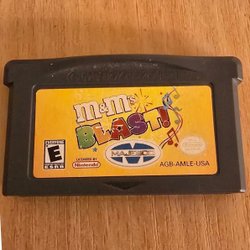 m&m's
BLAST!
E
LICENSED BY
Nintendo
MAJESCO
AGB-AMLE-USA